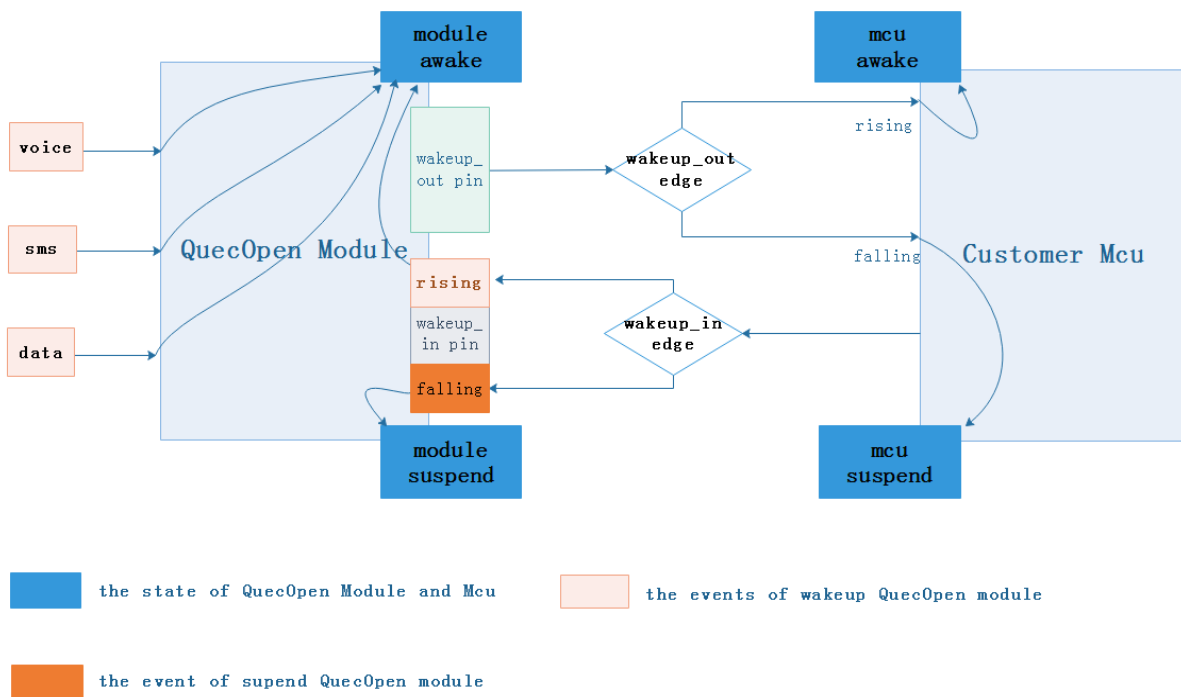 module
awake
mcu
awake
voice
wakeup_
out pin
wakeup_out
edge
rising
sms
QuecOpen Module
falling
Customer Mcu
rising
wakeup_
in pin
wakeup_in
edge
data
falling
module
suspend
mcu
suspend
the state of QuecOpen Module and Mcu
the events of wakeup QuecOpen module
the event of supend QuecOpen module